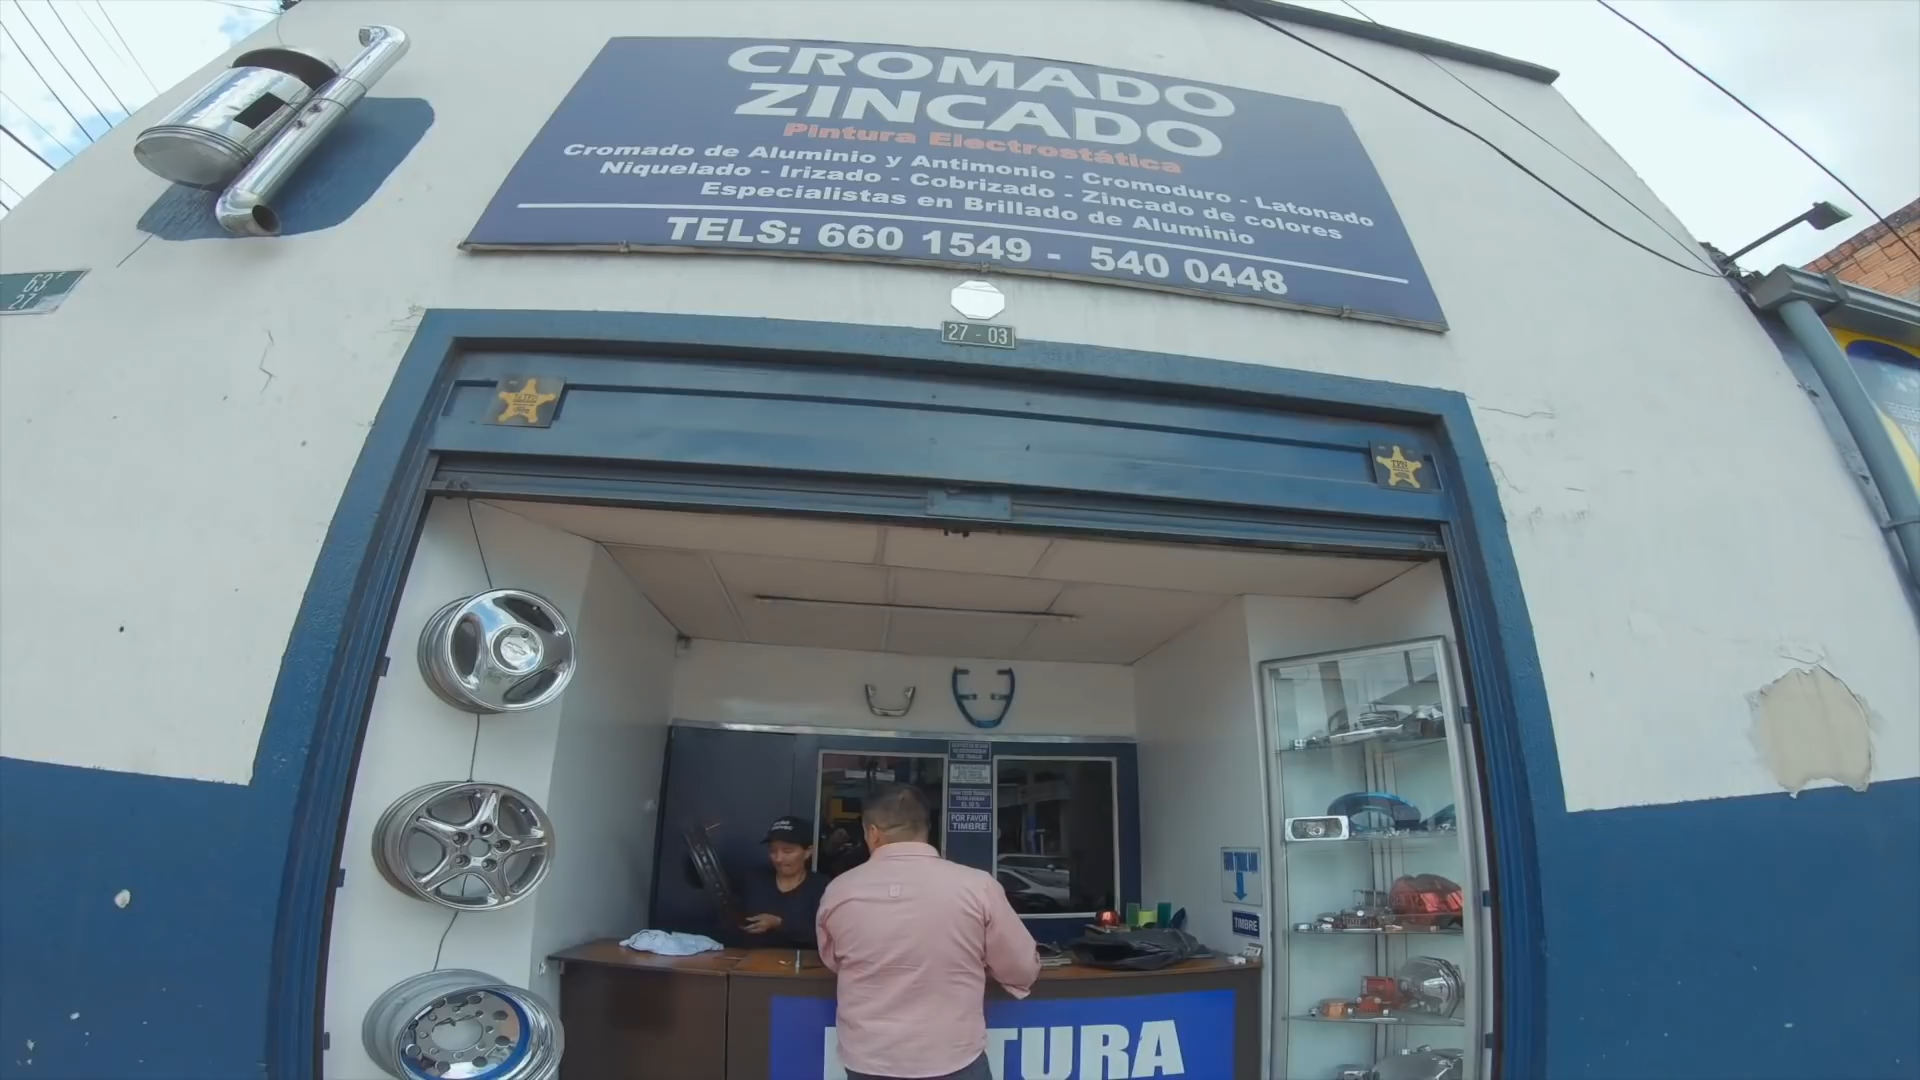 CROMADO
ZINCADO
Pintura Electrostática
Cromado de Aluminio y Antimonio - Cromoduro - Latonado
Niquelado - Irizado - Cobrizado - Zincado de colores
Especialistas en Brillado de Aluminio
TELS: 660 1549 - 540 0448
63 F
27
27 - 03
POR FAVOR
TIMBRE
TIMBRE
TURA